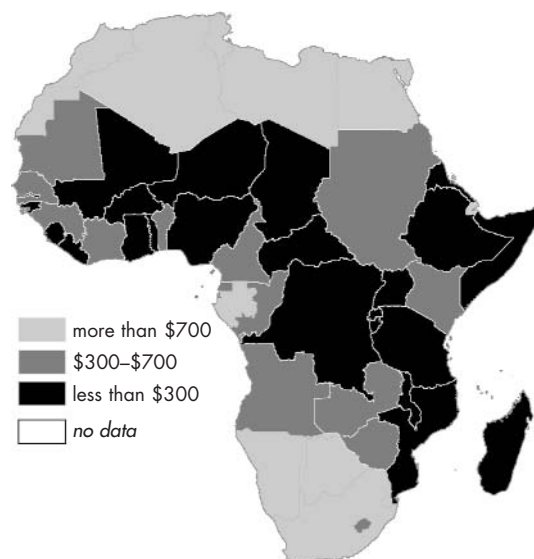 more than $700
$300–$700
less than $300
no data